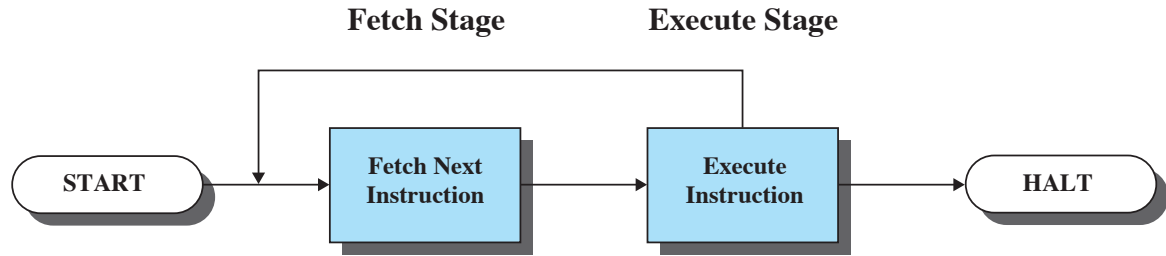 Fetch Stage
Execute Stage
START
Fetch Next
Instruction
Execute
Instruction
HALT